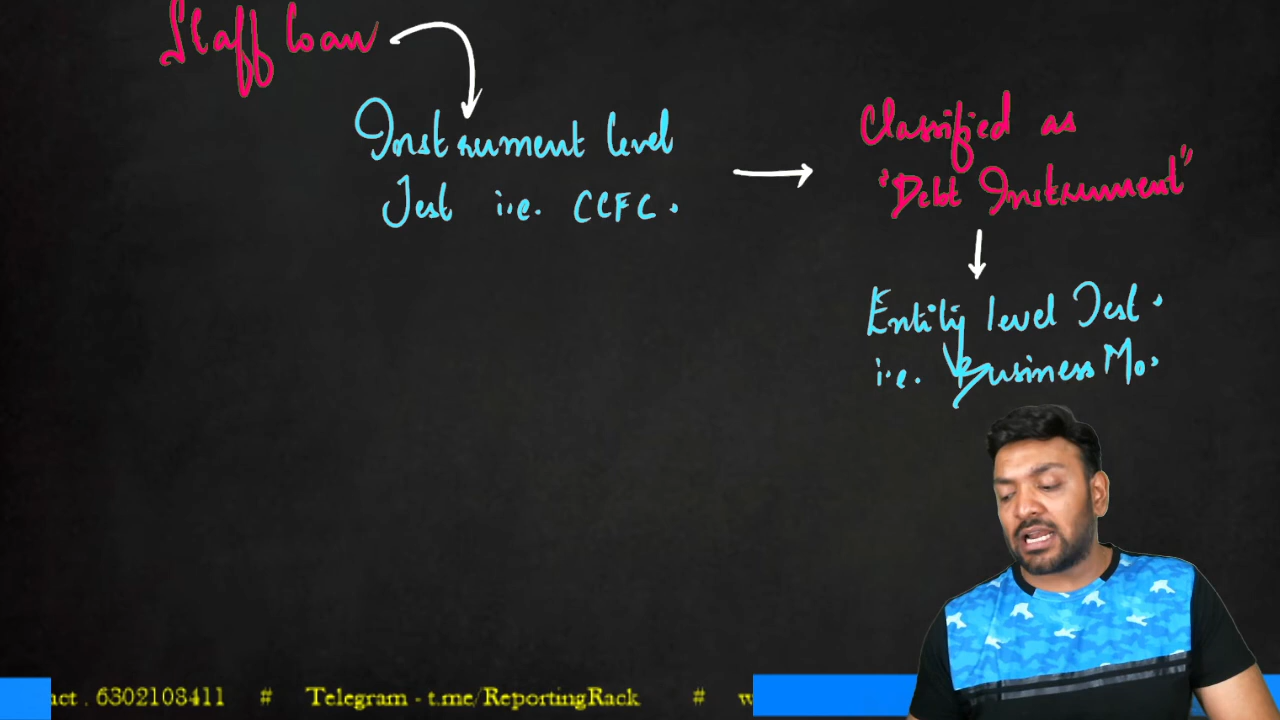 Staff loan
Instrument level
Test i.e. CCFC.
Classified as
"Debt Instrument"
Entity level Test.
i.e. Business Mo.
act . 6302108411 # Telegram - t.me/ReportingRack # w